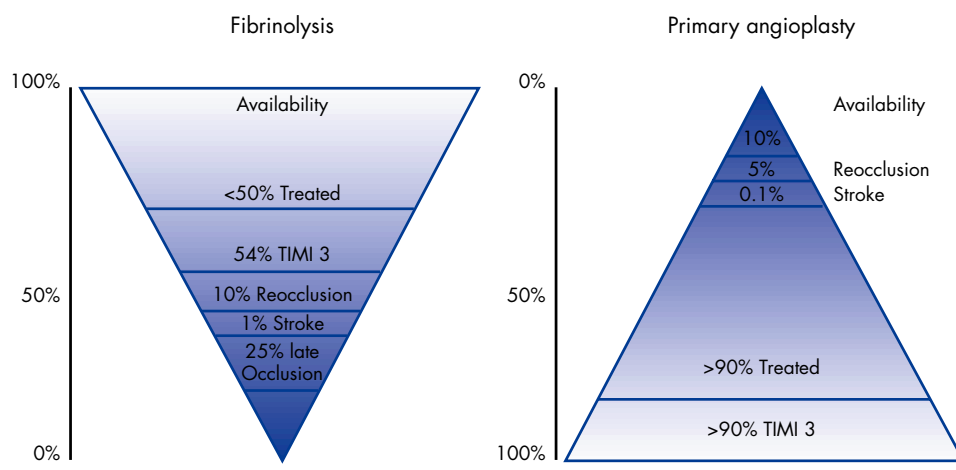 Fibrinolysis
100%
Availability
<50% Treated
54% TIMI 3
50%
10% Reocclusion
1% Stroke
25% late
Occlusion
0%
Primary angioplasty
0%
Availability
10%
5%
Reocclusion
0.1%
Stroke
50%
>90% Treated
>90% TIMI 3
100%